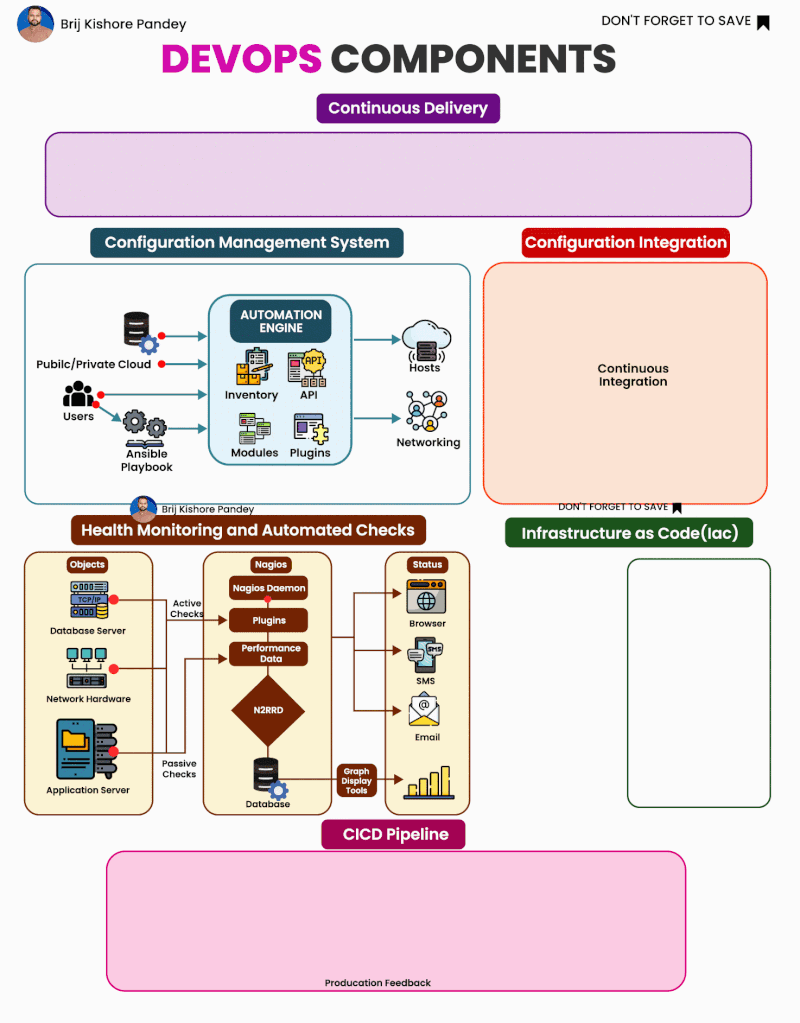 Brij Kishore Pandey
DON'T FORGET TO SAVE
DEVOPS COMPONENTS
Continuous Delivery
Configuration Management System
AUTOMATION
ENGINE
Pubilc/Private Cloud
Users
Ansible
Playbook
Inventory
API
API
Modules
Plugins
Hosts
Networking
Configuration Integration
Continuous
Integration
Brij Kishore Pandey
DON'T FORGET TO SAVE
Health Monitoring and Automated Checks
Objects
TCP/IP
Database Server
Network Hardware
Application Server
Active
Checks
Passive
Checks
Nagios
Nagios Daemon
Plugins
Performance
Data
N2RRD
Database
Graph
Display
Tools
Status
Browser
SMS
SMS
Email
Infrastructure as Code(Iac)
CICD Pipeline
Producation Feedback